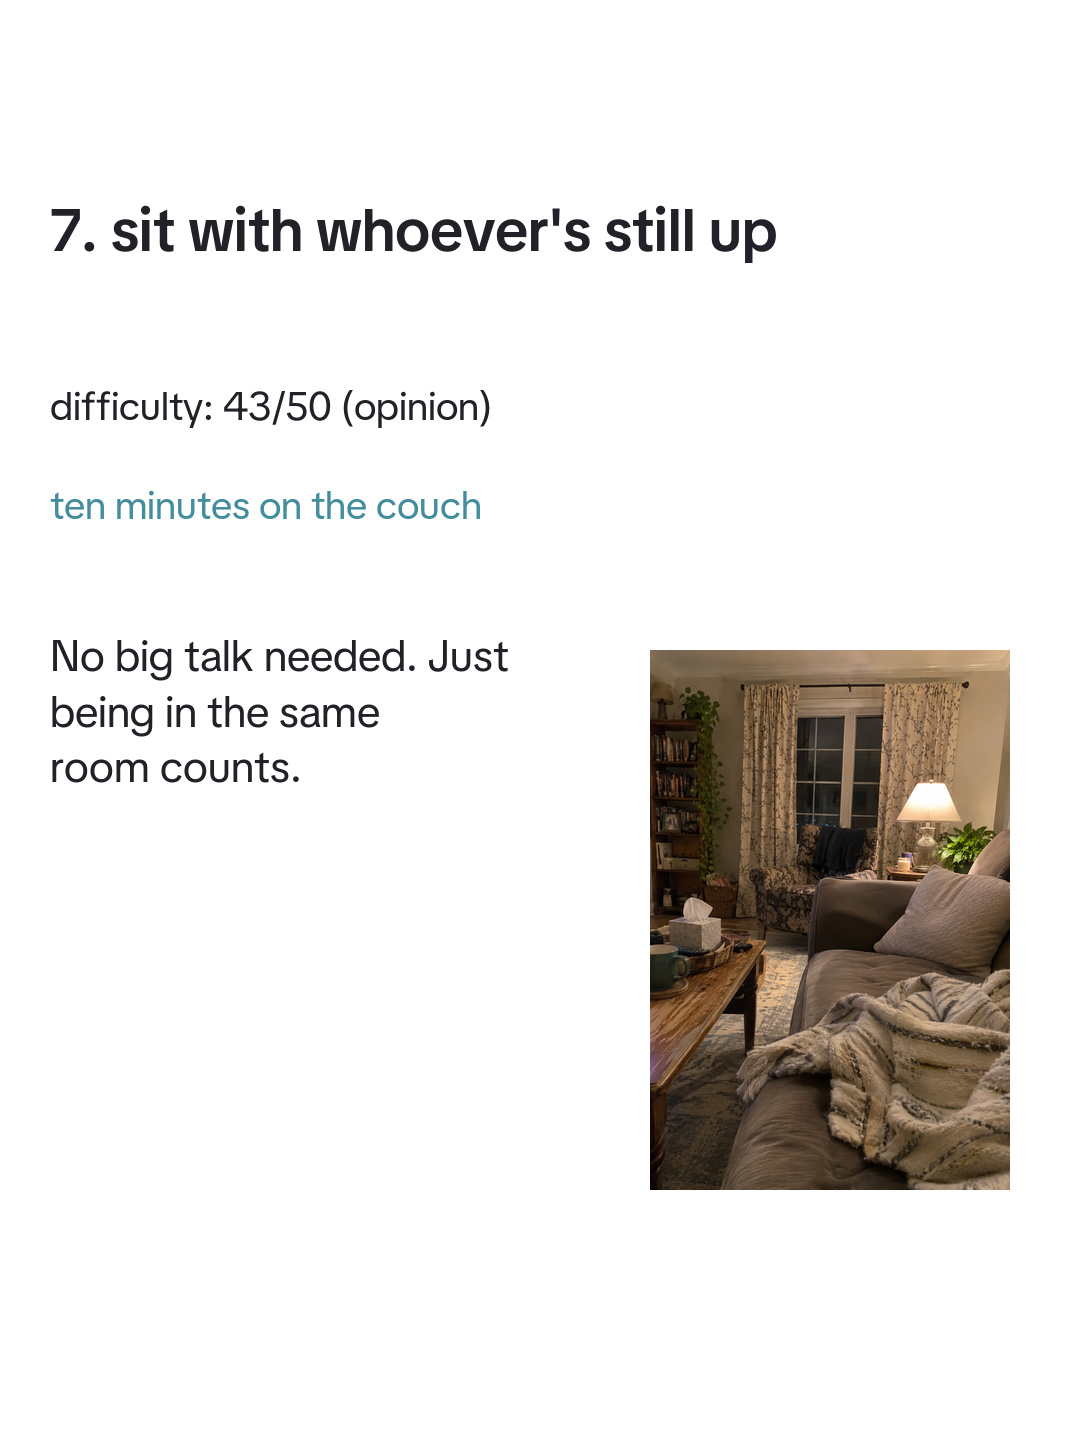 7. sit with whoever's still up
difficulty: 43/50 (opinion)
ten minutes on the couch
No big talk needed. Just
being in the same
room counts.